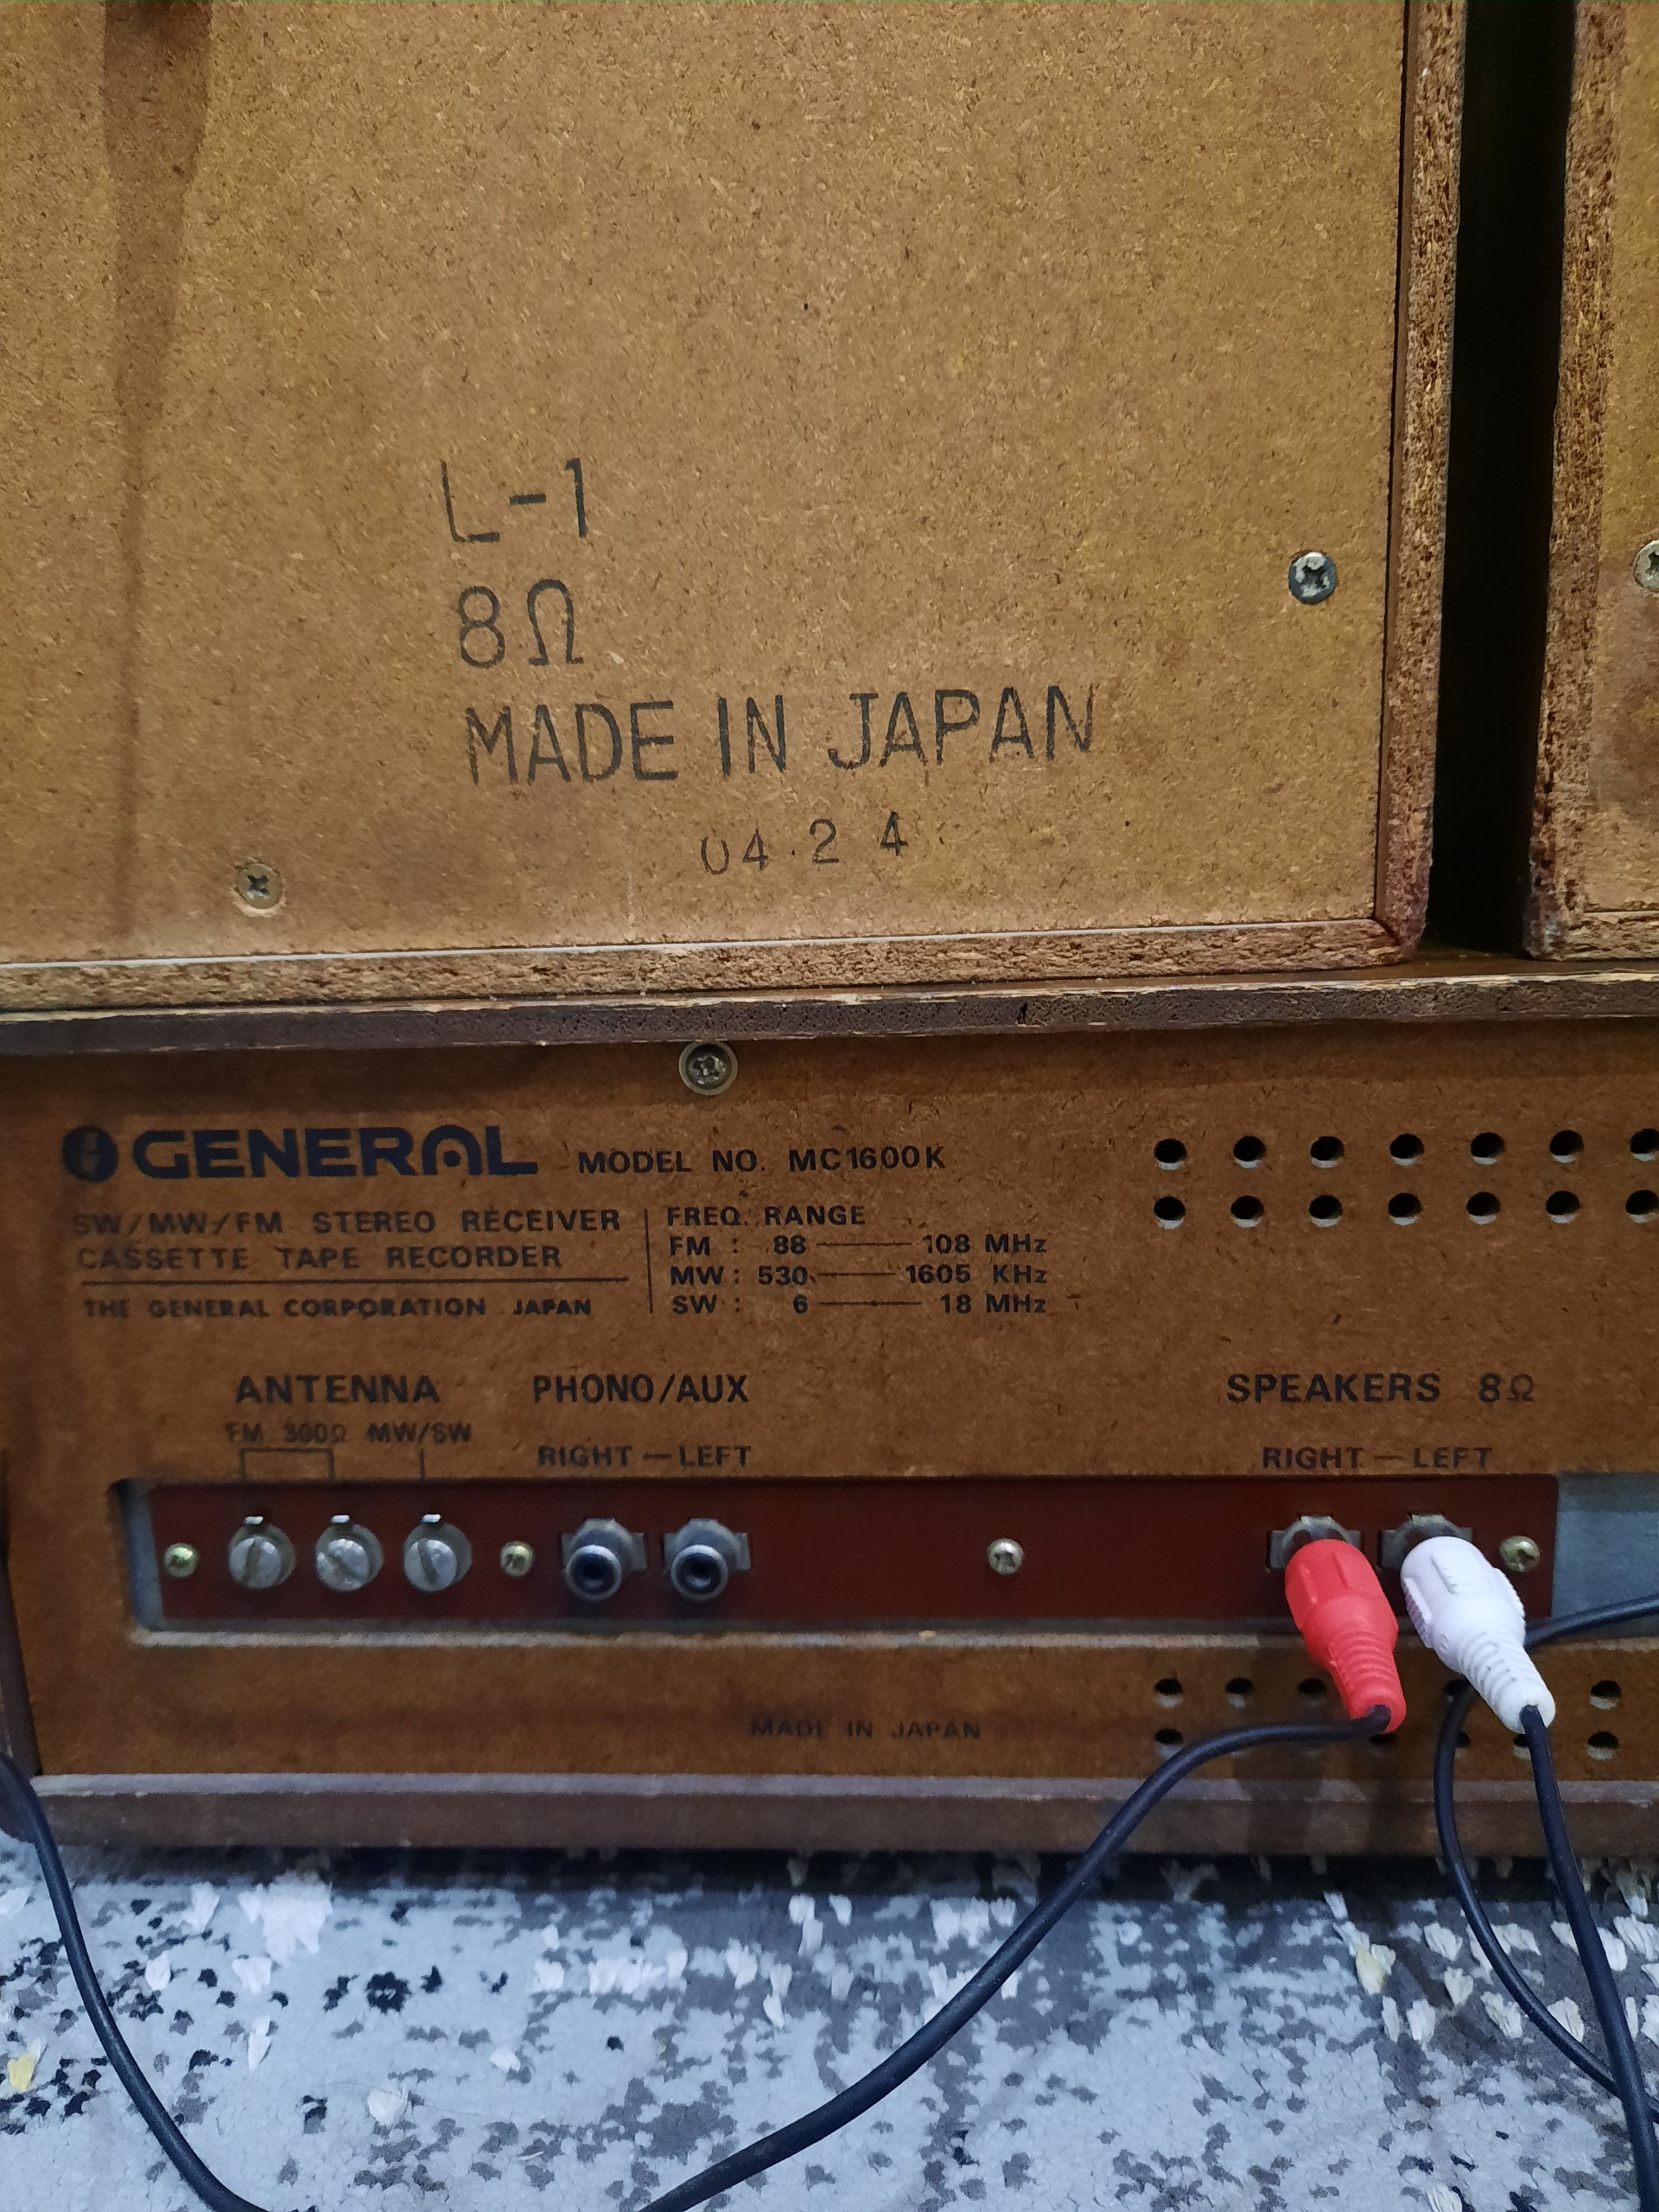 L-1
8Ω
MADE IN JAPAN
04.2 4
GENERAL MODEL NO. MC1600K
SW/MW/FM STEREO RECEIVER
CASSETTE TAPE RECORDER
THE GENERAL CORPORATION JAPAN
FREQ. RANGE
FM : 88 — 108 MHz
MW : 530 — 1605 KHz
SW : 6 — 18 MHz
ANTENNA
FM 300Ω MW/SW
PHONO/AUX
RIGHT — LEFT
SPEAKERS 8Ω
RIGHT — LEFT
MADE IN JAPAN